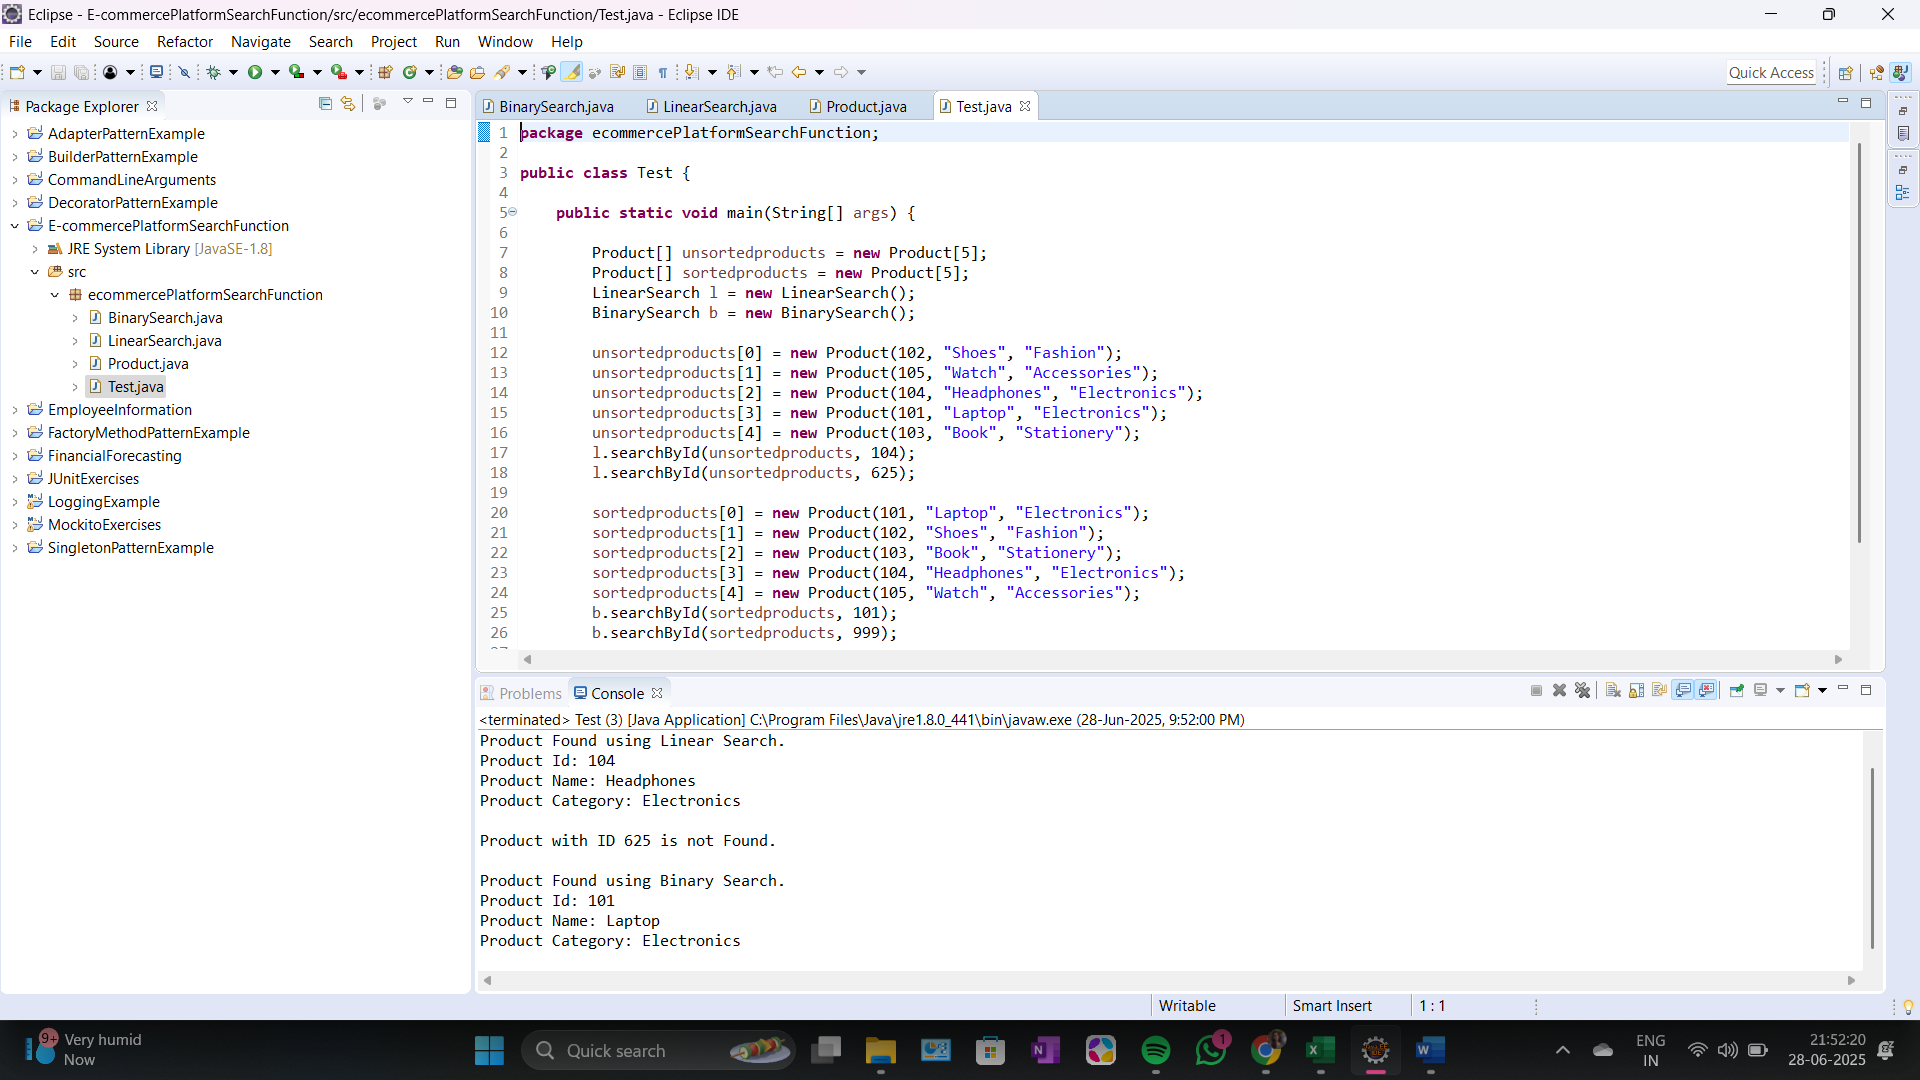 Eclipse - E-commercePlatformSearchFunction/src/ecommercePlatformSearchFunction/Test.java - Eclipse IDE
File Edit Source Refactor Navigate Search Project Run Window Help
Quick Access
Package Explorer
AdapterPatternExample
BuilderPatternExample
CommandLineArguments
DecoratorPatternExample
E-commercePlatformSearchFunction
JRE System Library [JavaSE-1.8]
src
ecommercePlatformSearchFunction
BinarySearch.java
LinearSearch.java
Product.java
Test.java
EmployeeInformation
FactoryMethodPatternExample
FinancialForecasting
JUnitExercises
LoggingExample
MockitoExercises
SingletonPatternExample
BinarySearch.java LinearSearch.java Product.java Test.java
1 package ecommercePlatformSearchFunction;
2
3 public class Test {
4
5 public static void main(String[] args) {
6
7 Product[] unsortedproducts = new Product[5];
8 Product[] sortedproducts = new Product[5];
9 LinearSearch l = new LinearSearch();
10 BinarySearch b = new BinarySearch();
11
12 unsortedproducts[0] = new Product(102, "Shoes", "Fashion");
13 unsortedproducts[1] = new Product(105, "Watch", "Accessories");
14 unsortedproducts[2] = new Product(104, "Headphones", "Electronics");
15 unsortedproducts[3] = new Product(101, "Laptop", "Electronics");
16 unsortedproducts[4] = new Product(103, "Book", "Stationery");
17 l.searchById(unsortedproducts, 104);
18 l.searchById(unsortedproducts, 625);
19
20 sortedproducts[0] = new Product(101, "Laptop", "Electronics");
21 sortedproducts[1] = new Product(102, "Shoes", "Fashion");
22 sortedproducts[2] = new Product(103, "Book", "Stationery");
23 sortedproducts[3] = new Product(104, "Headphones", "Electronics");
24 sortedproducts[4] = new Product(105, "Watch", "Accessories");
25 b.searchById(sortedproducts, 101);
26 b.searchById(sortedproducts, 999);
Problems Console
<terminated> Test (3) [Java Application] C:\Program Files\Java\jre1.8.0_441\bin\javaw.exe (28-Jun-2025, 9:52:00 PM)
Product Found using Linear Search.
Product Id: 104
Product Name: Headphones
Product Category: Electronics
Product with ID 625 is not Found.
Product Found using Binary Search.
Product Id: 101
Product Name: Laptop
Product Category: Electronics
Writable Smart Insert 1 : 1
9+ Very humid
Now
Quick search
1
ENG
IN
21:52:20
28-06-2025